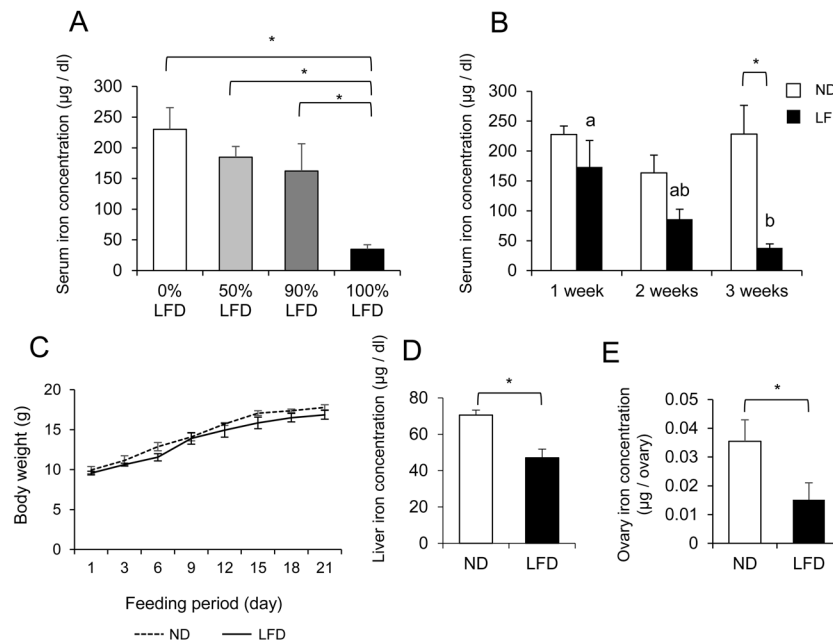 A
Serum iron concentration (µg / dl)
300
250
200
150
100
50
0
*
*
*
0% LFD
50% LFD
90% LFD
100% LFD
B
Serum iron concentration (µg / dl)
300
250
200
150
100
50
0
a
ab
b
*
ND
LF
1 week
2 weeks
3 weeks
C
Body weight (g)
20
15
10
5
0
1 3 6 9 12 15 18 21
Feeding period (day)
ND LFD
D
Liver iron concentration (µg / dl)
80
60
40
20
0
*
ND LFD
E
Ovary iron concentration
(µg / ovary)
0.05
0.04
0.03
0.02
0.01
0
*
ND LFD